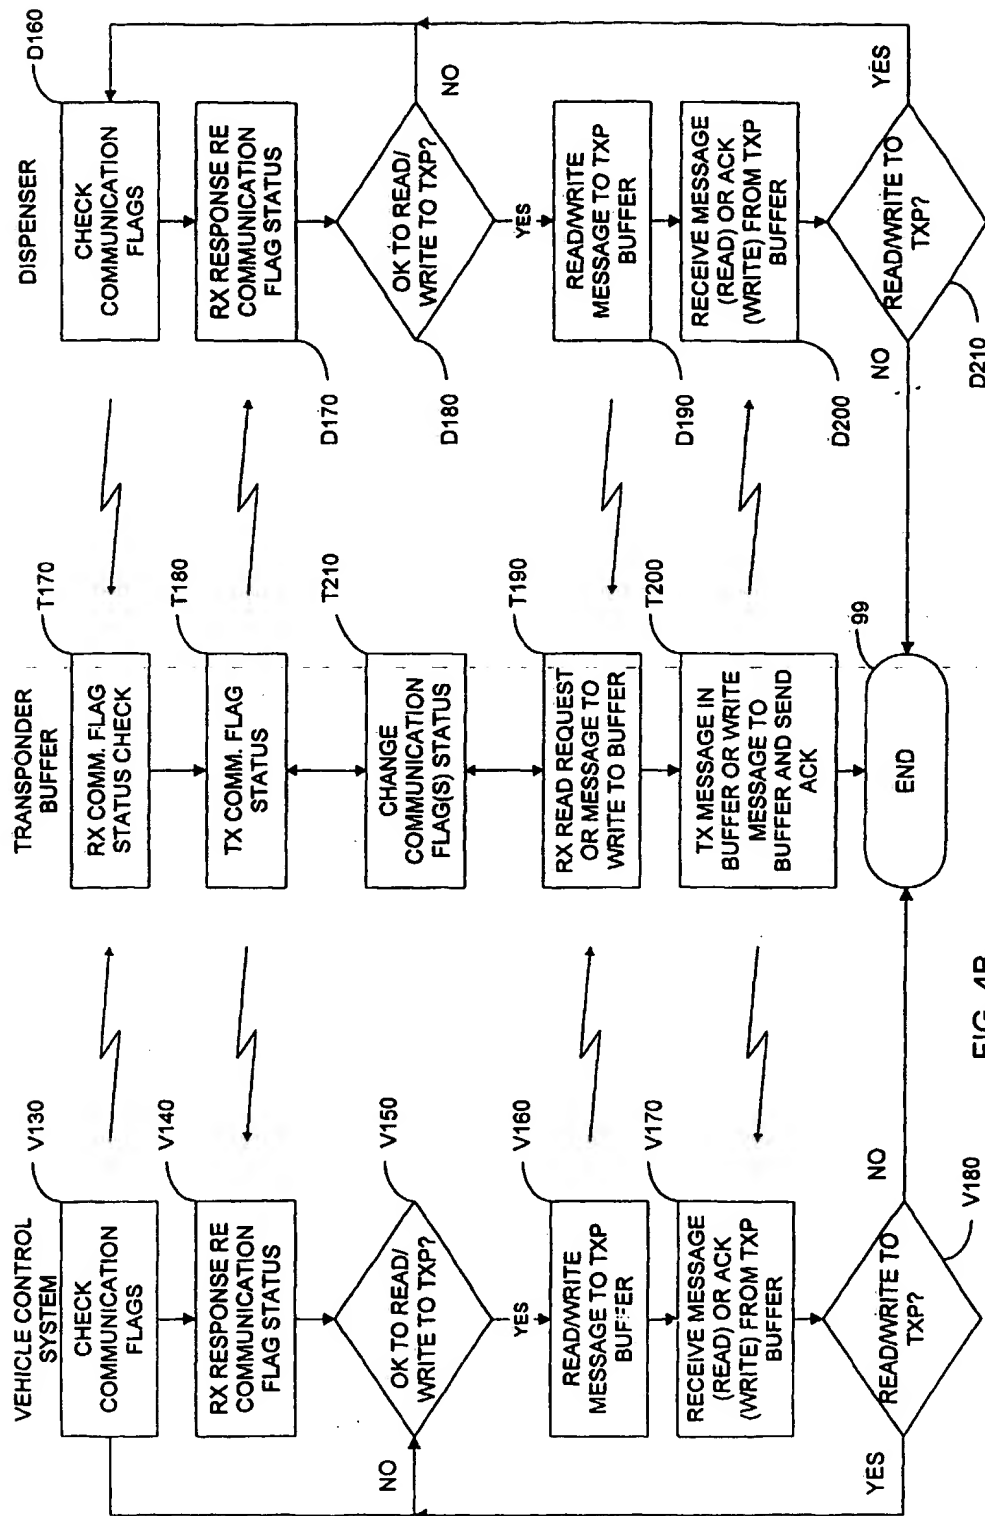 VEHICLE CONTROL
SYSTEM
V130
CHECK
COMMUNICATION
FLAGS
V140
RX RESPONSE RE
COMMUNICATION
FLAG STATUS
V150
OK TO READ/
WRITE TO TXP?
NO
YES
V160
READ/WRITE
MESSAGE TO TXP
BUFFER
V170
RECEIVE MESSAGE
(READ) OR ACK
(WRITE) FROM TXP
BUFFER
READ/WRITE TO
TXP?
V180
YES
NO
TRANSPONDER
BUFFER
T170
RX COMM. FLAG
STATUS CHECK
T180
TX COMM. FLAG
STATUS
T210
CHANGE
COMMUNICATION
FLAG(S) STATUS
T190
RX READ REQUEST
OR MESSAGE TO
WRITE TO BUFFER
T200
TX MESSAGE IN
BUFFER OR WRITE
MESSAGE TO
BUFFER AND SEND
ACK
99
END
DISPENSER
D160
CHECK
COMMUNICATION
FLAGS
RX RESPONSE RE
COMMUNICATION
FLAG STATUS
D170
OK TO READ/
WRITE TO TXP?
D180
NO
YES
READ/WRITE
MESSAGE TO TXP
BUFFER
D190
RECEIVE MESSAGE
(READ) OR ACK
(WRITE) FROM TXP
BUFFER
D200
READ/WRITE TO
TXP?
D210
NO
YES
FIG. 4B